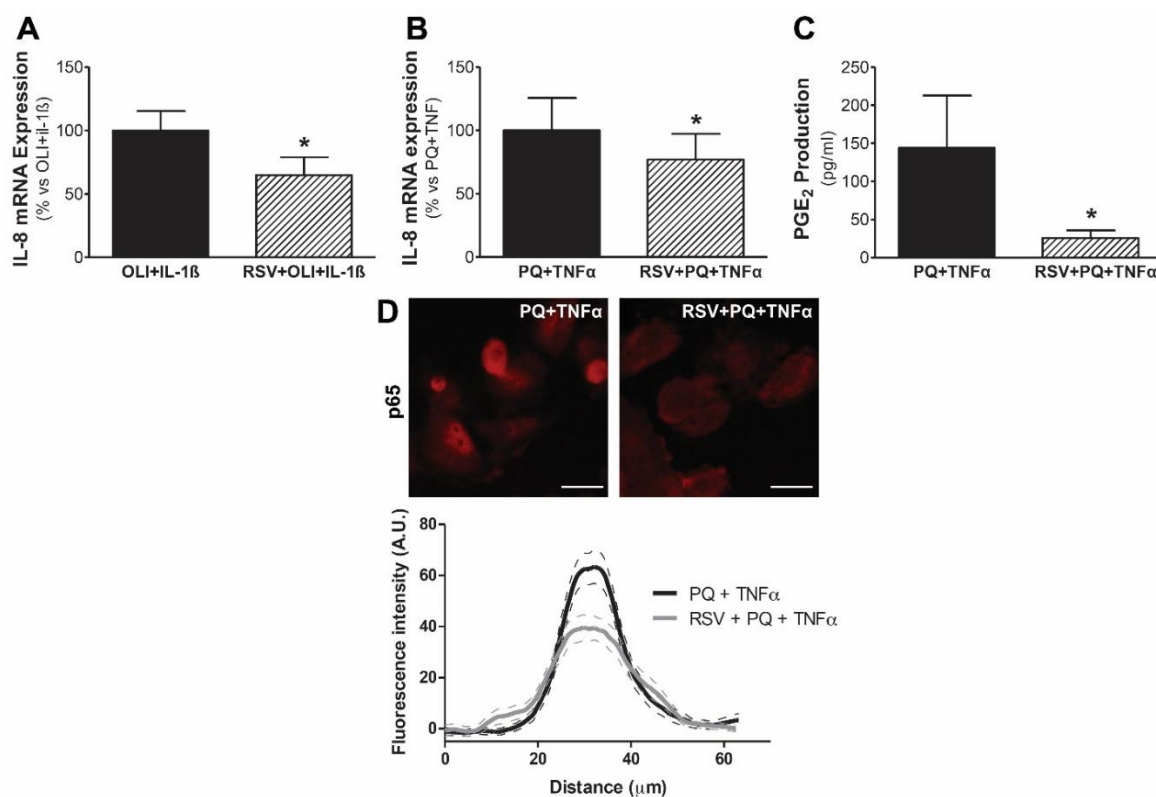 A
IL-8 mRNA Expression
(% vs OLI+il-1ß)
150
100
50
0
OLI+IL-1ß
RSV+OLI+IL-1ß
*
B
IL-8 mRNA expression
(% vs PQ+TNF)
150
100
50
0
PQ+TNFα
RSV+PQ+TNFα
*
C
PGE2 Production
(pg/ml)
250
200
150
100
50
0
PQ+TNFα
RSV+PQ+TNFα
*
D
p65
PQ+TNFα
RSV+PQ+TNFα
Fluorescence intensity (A.U.)
80
60
40
20
0
PQ + TNFα
RSV + PQ + TNFα
0 20 40 60
Distance (µm)